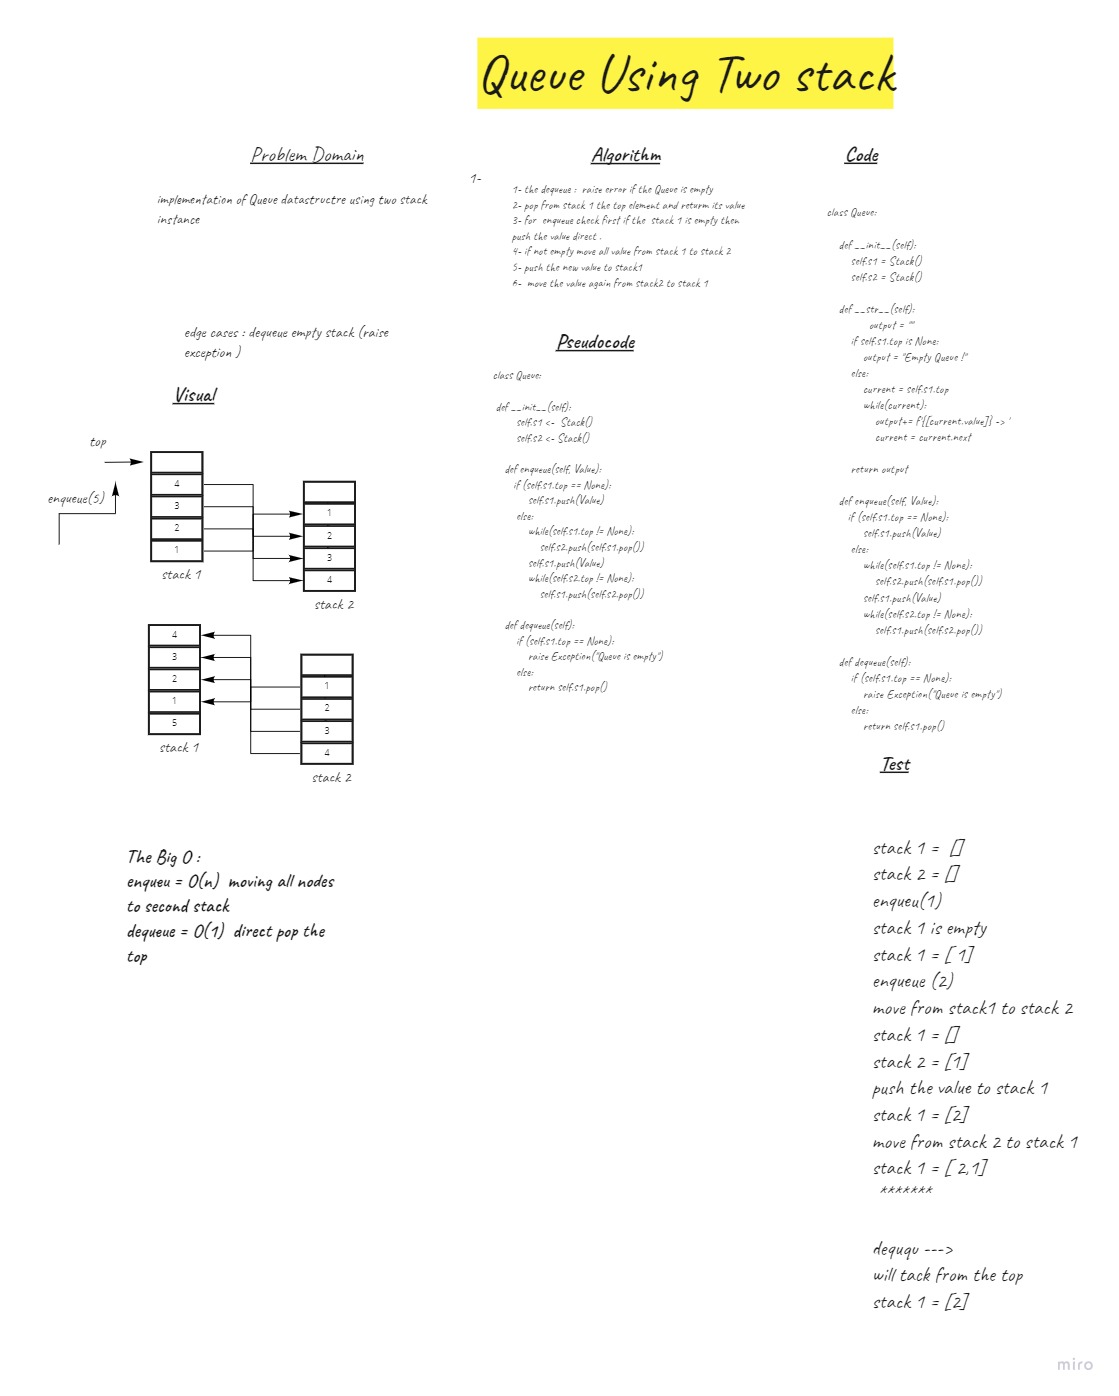 Queue Using Two stack
Problem Domain
implementation of Queue datastructre using two stack
instance
edge cases : dequeue empty stack (raise
exception )
Visual
top
enqueue(5)
4
3
2
1
stack 1
1
2
3
4
stack 2
4
3
2
1
5
stack 1
1
2
3
4
stack 2
The Big O :
enqueu = O(n) moving all nodes
to second stack
dequeue = O(1) direct pop the
top
Algorithm
1-
1- the dequeue : raise error if the Queue is empty
2- pop from stack 1 the top element and returm its value
3- for enqueue check first if the stack 1 is empty then
push the value direct .
4- if not empty move all value from stack 1 to stack 2
5- push the new value to stack1
6- move the value again from stack2 to stack 1
Pseudocode
class Queue:
def __init__(self):
self.s1 <- Stack()
self.s2 <- Stack()
def enqueue(self, Value):
if (self.s1.top == None):
self.s1.push(Value)
else:
while(self.s1.top != None):
self.s2.push(self.s1.pop())
self.s1.push(Value)
while(self.s2.top != None):
self.s1.push(self.s2.pop())
def dequeue(self):
if (self.s1.top == None):
raise Exception("Queue is empty")
else:
return self.s1.pop()
Code
class Queue:
def __init__(self):
self.s1 = Stack()
self.s2 = Stack()
def __str__(self):
output = ""
if self.s1.top is None:
output = "Empty Queue !"
else:
current = self.s1.top
while(current):
output+= f'{[current.value]} -> '
current = current.next
return output
def enqueue(self, Value):
if (self.s1.top == None):
self.s1.push(Value)
else:
while(self.s1.top != None):
self.s2.push(self.s1.pop())
self.s1.push(Value)
while(self.s2.top != None):
self.s1.push(self.s2.pop())
def dequeue(self):
if (self.s1.top == None):
raise Exception("Queue is empty")
else:
return self.s1.pop()
Test
stack 1 = []
stack 2 = []
enqueu(1)
stack 1 is empty
stack 1 = [ 1]
enqueue (2)
move from stack1 to stack 2
stack 1 = []
stack 2 = [1]
push the value to stack 1
stack 1 = [2]
move from stack 2 to stack 1
stack 1 = [ 2,1]
*******
deququ --->
will tack from the top
stack 1 = [2]
miro